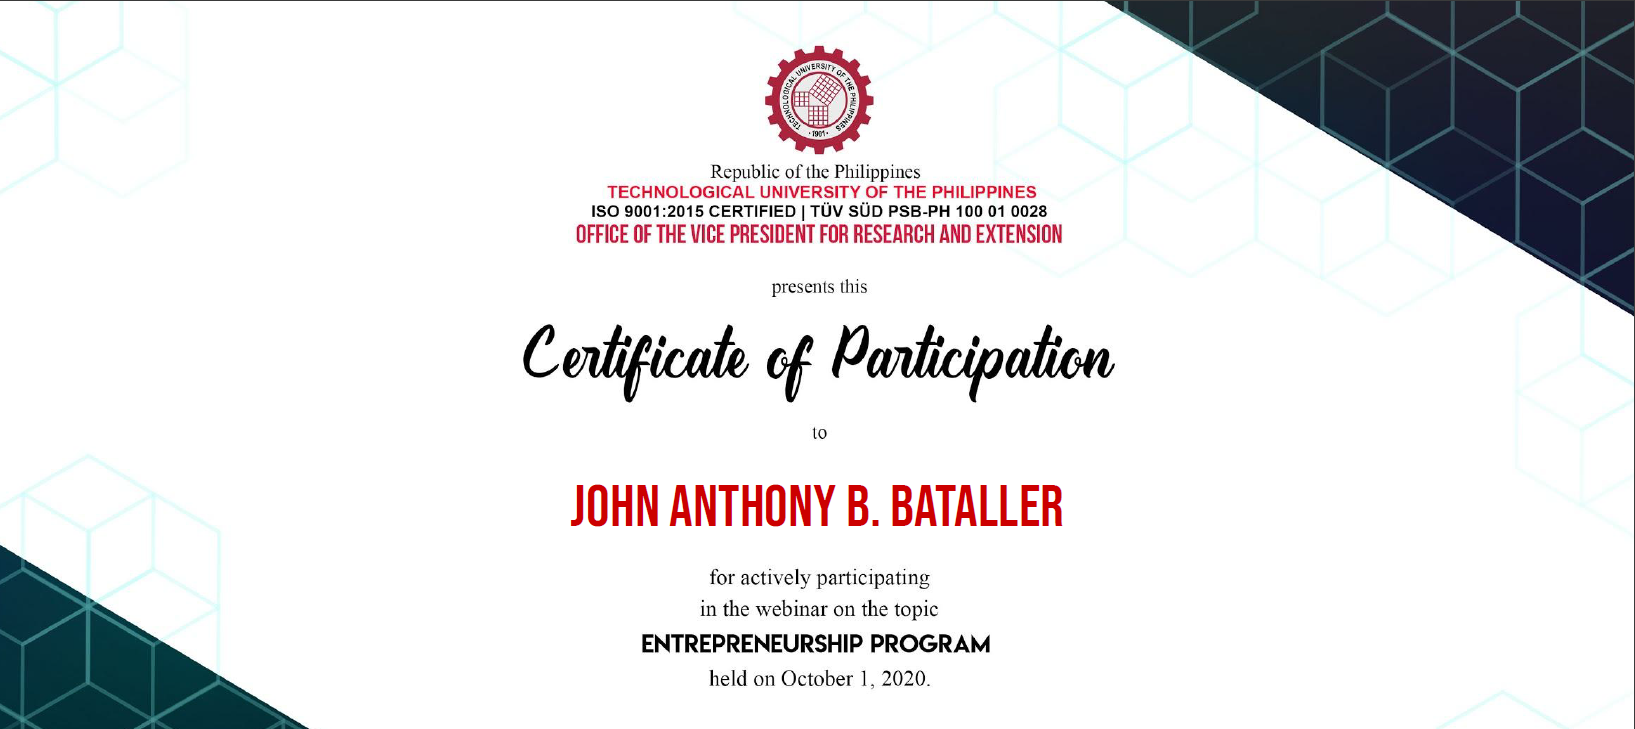 TECHNOLOGICAL UNIVERSITY OF THE PHILIPPINES
· 1901 ·
Republic of the Philippines
TECHNOLOGICAL UNIVERSITY OF THE PHILIPPINES
ISO 9001:2015 CERTIFIED | TÜV SÜD PSB-PH 100 01 0028
OFFICE OF THE VICE PRESIDENT FOR RESEARCH AND EXTENSION
presents this
Certificate of Participation
to
JOHN ANTHONY B. BATALLER
for actively participating
in the webinar on the topic
ENTREPRENEURSHIP PROGRAM
held on October 1, 2020.